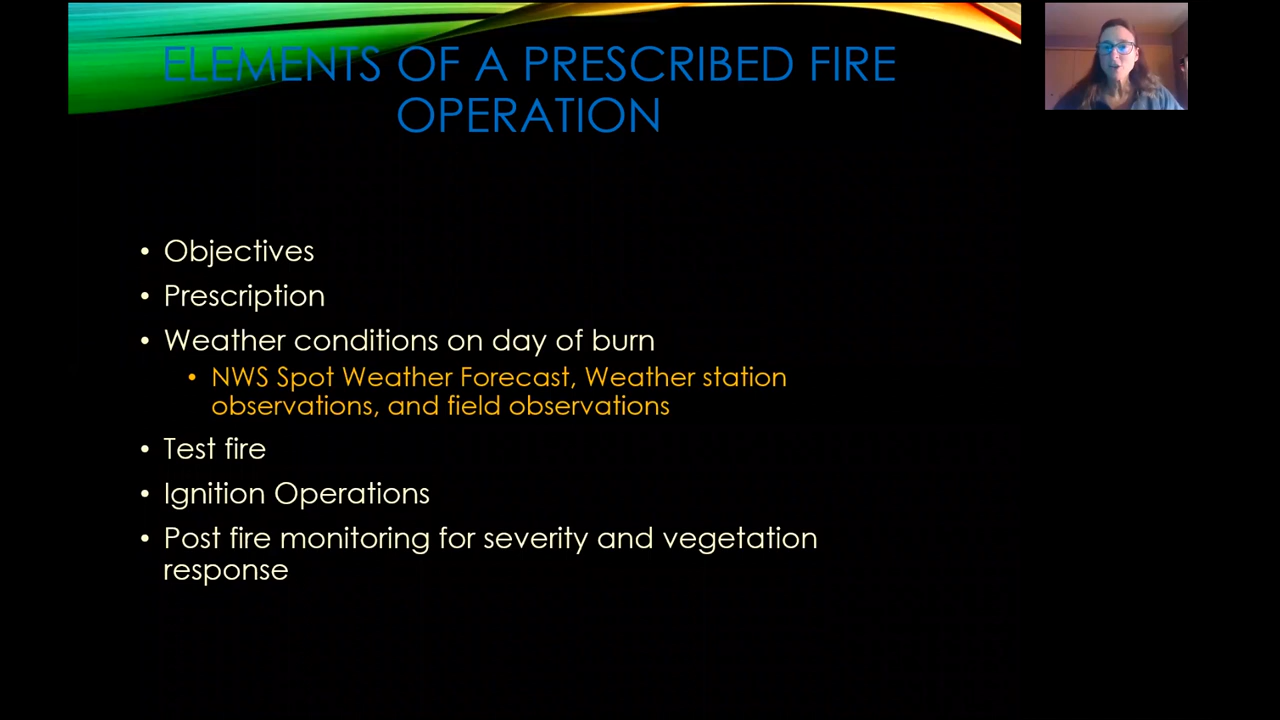 ELEMENTS OF A PRESCRIBED FIRE
OPERATION
• Objectives
• Prescription
• Weather conditions on day of burn
• NWS Spot Weather Forecast, Weather station
observations, and field observations
• Test fire
• Ignition Operations
• Post fire monitoring for severity and vegetation
response